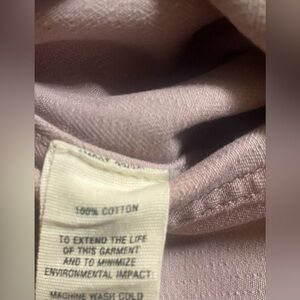 100% COTTON
TO EXTEND THE LIFE
OF THIS GARMENT
AND TO MINIMIZE
ENVIRONMENTAL IMPACT:
MACHINE WASH COLD